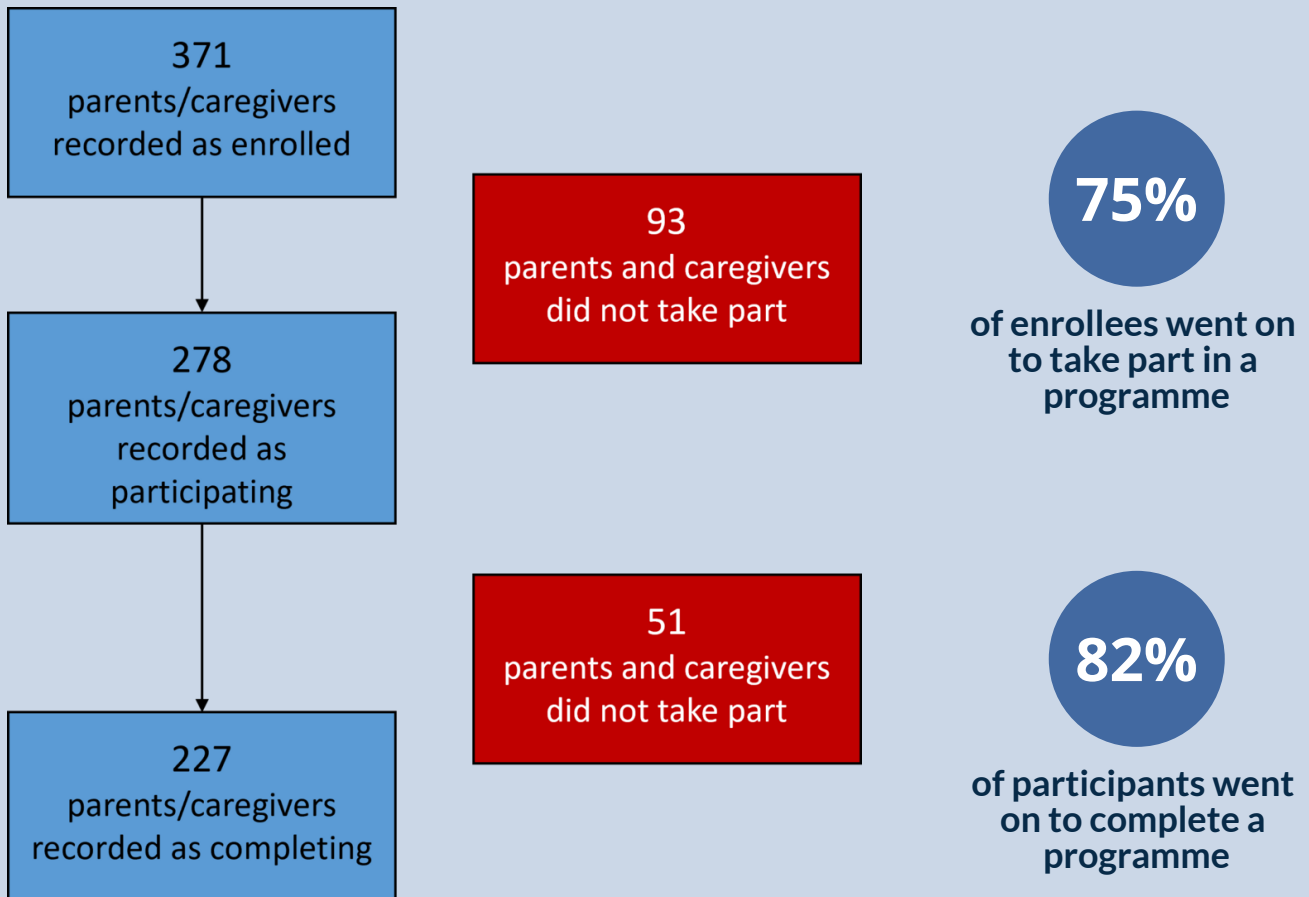 371
parents/caregivers
recorded as enrolled
93
parents and caregivers
did not take part
75%
of enrollees went on
to take part in a
programme
278
parents/caregivers
recorded as
participating
51
parents and caregivers
did not take part
82%
of participants went
on to complete a
programme
227
parents/caregivers
recorded as completing